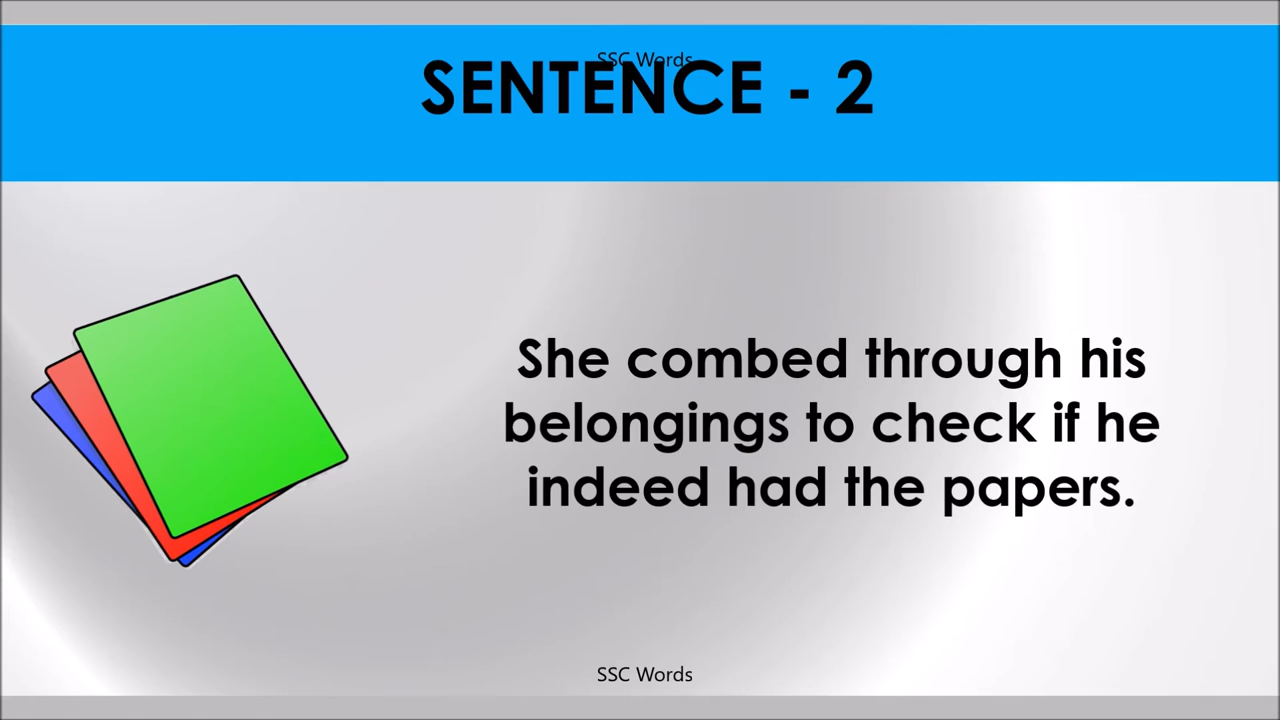 SSC Words
SENTENCE - 2
She combed through his
belongings to check if he
indeed had the papers.
SSC Words